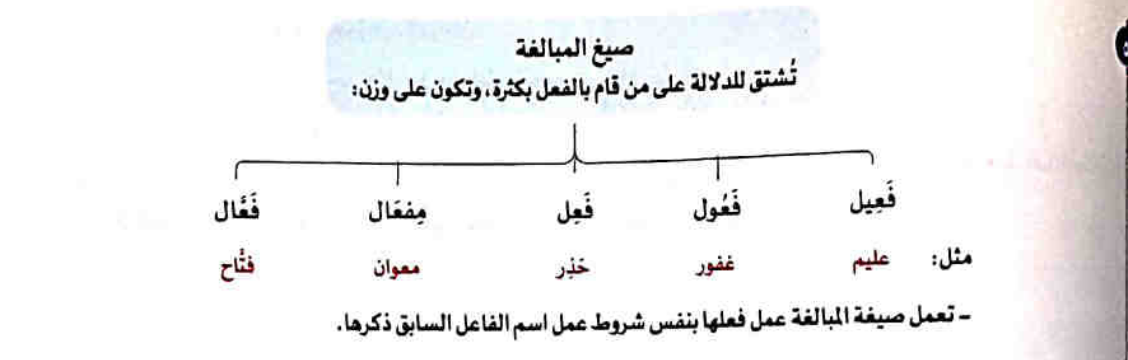 صيغ المبالغة
تُشتق للدلالة على من قام بالفعل بكثرة، وتكون على وزن:
فَعِيل فَعُول فَعِل مِفعَال فَعَّال
مثل: عليم غفور حَذِر معوان فتَّاح
- تعمل صيغة المبالغة عمل فعلها بنفس شروط عمل اسم الفاعل السابق ذكرها.